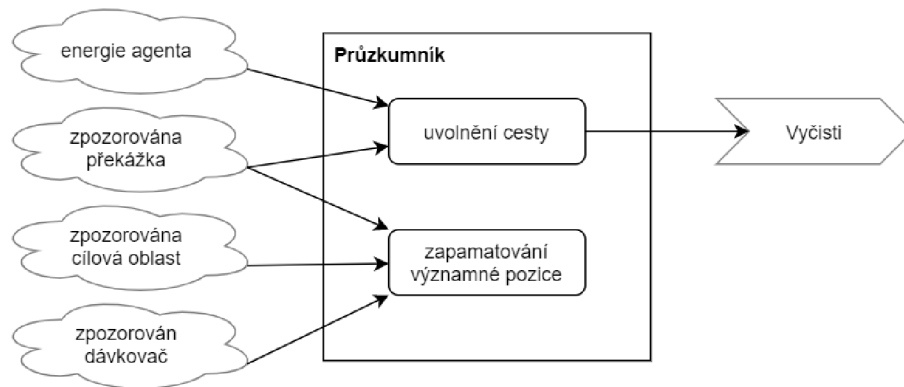 energie agenta
zpozorována
překážka
zpozorována
cílová oblast
zpozorován
dávkovač
Průzkumník
uvolnění cesty
zapamatování
významné pozice
Vyčisti